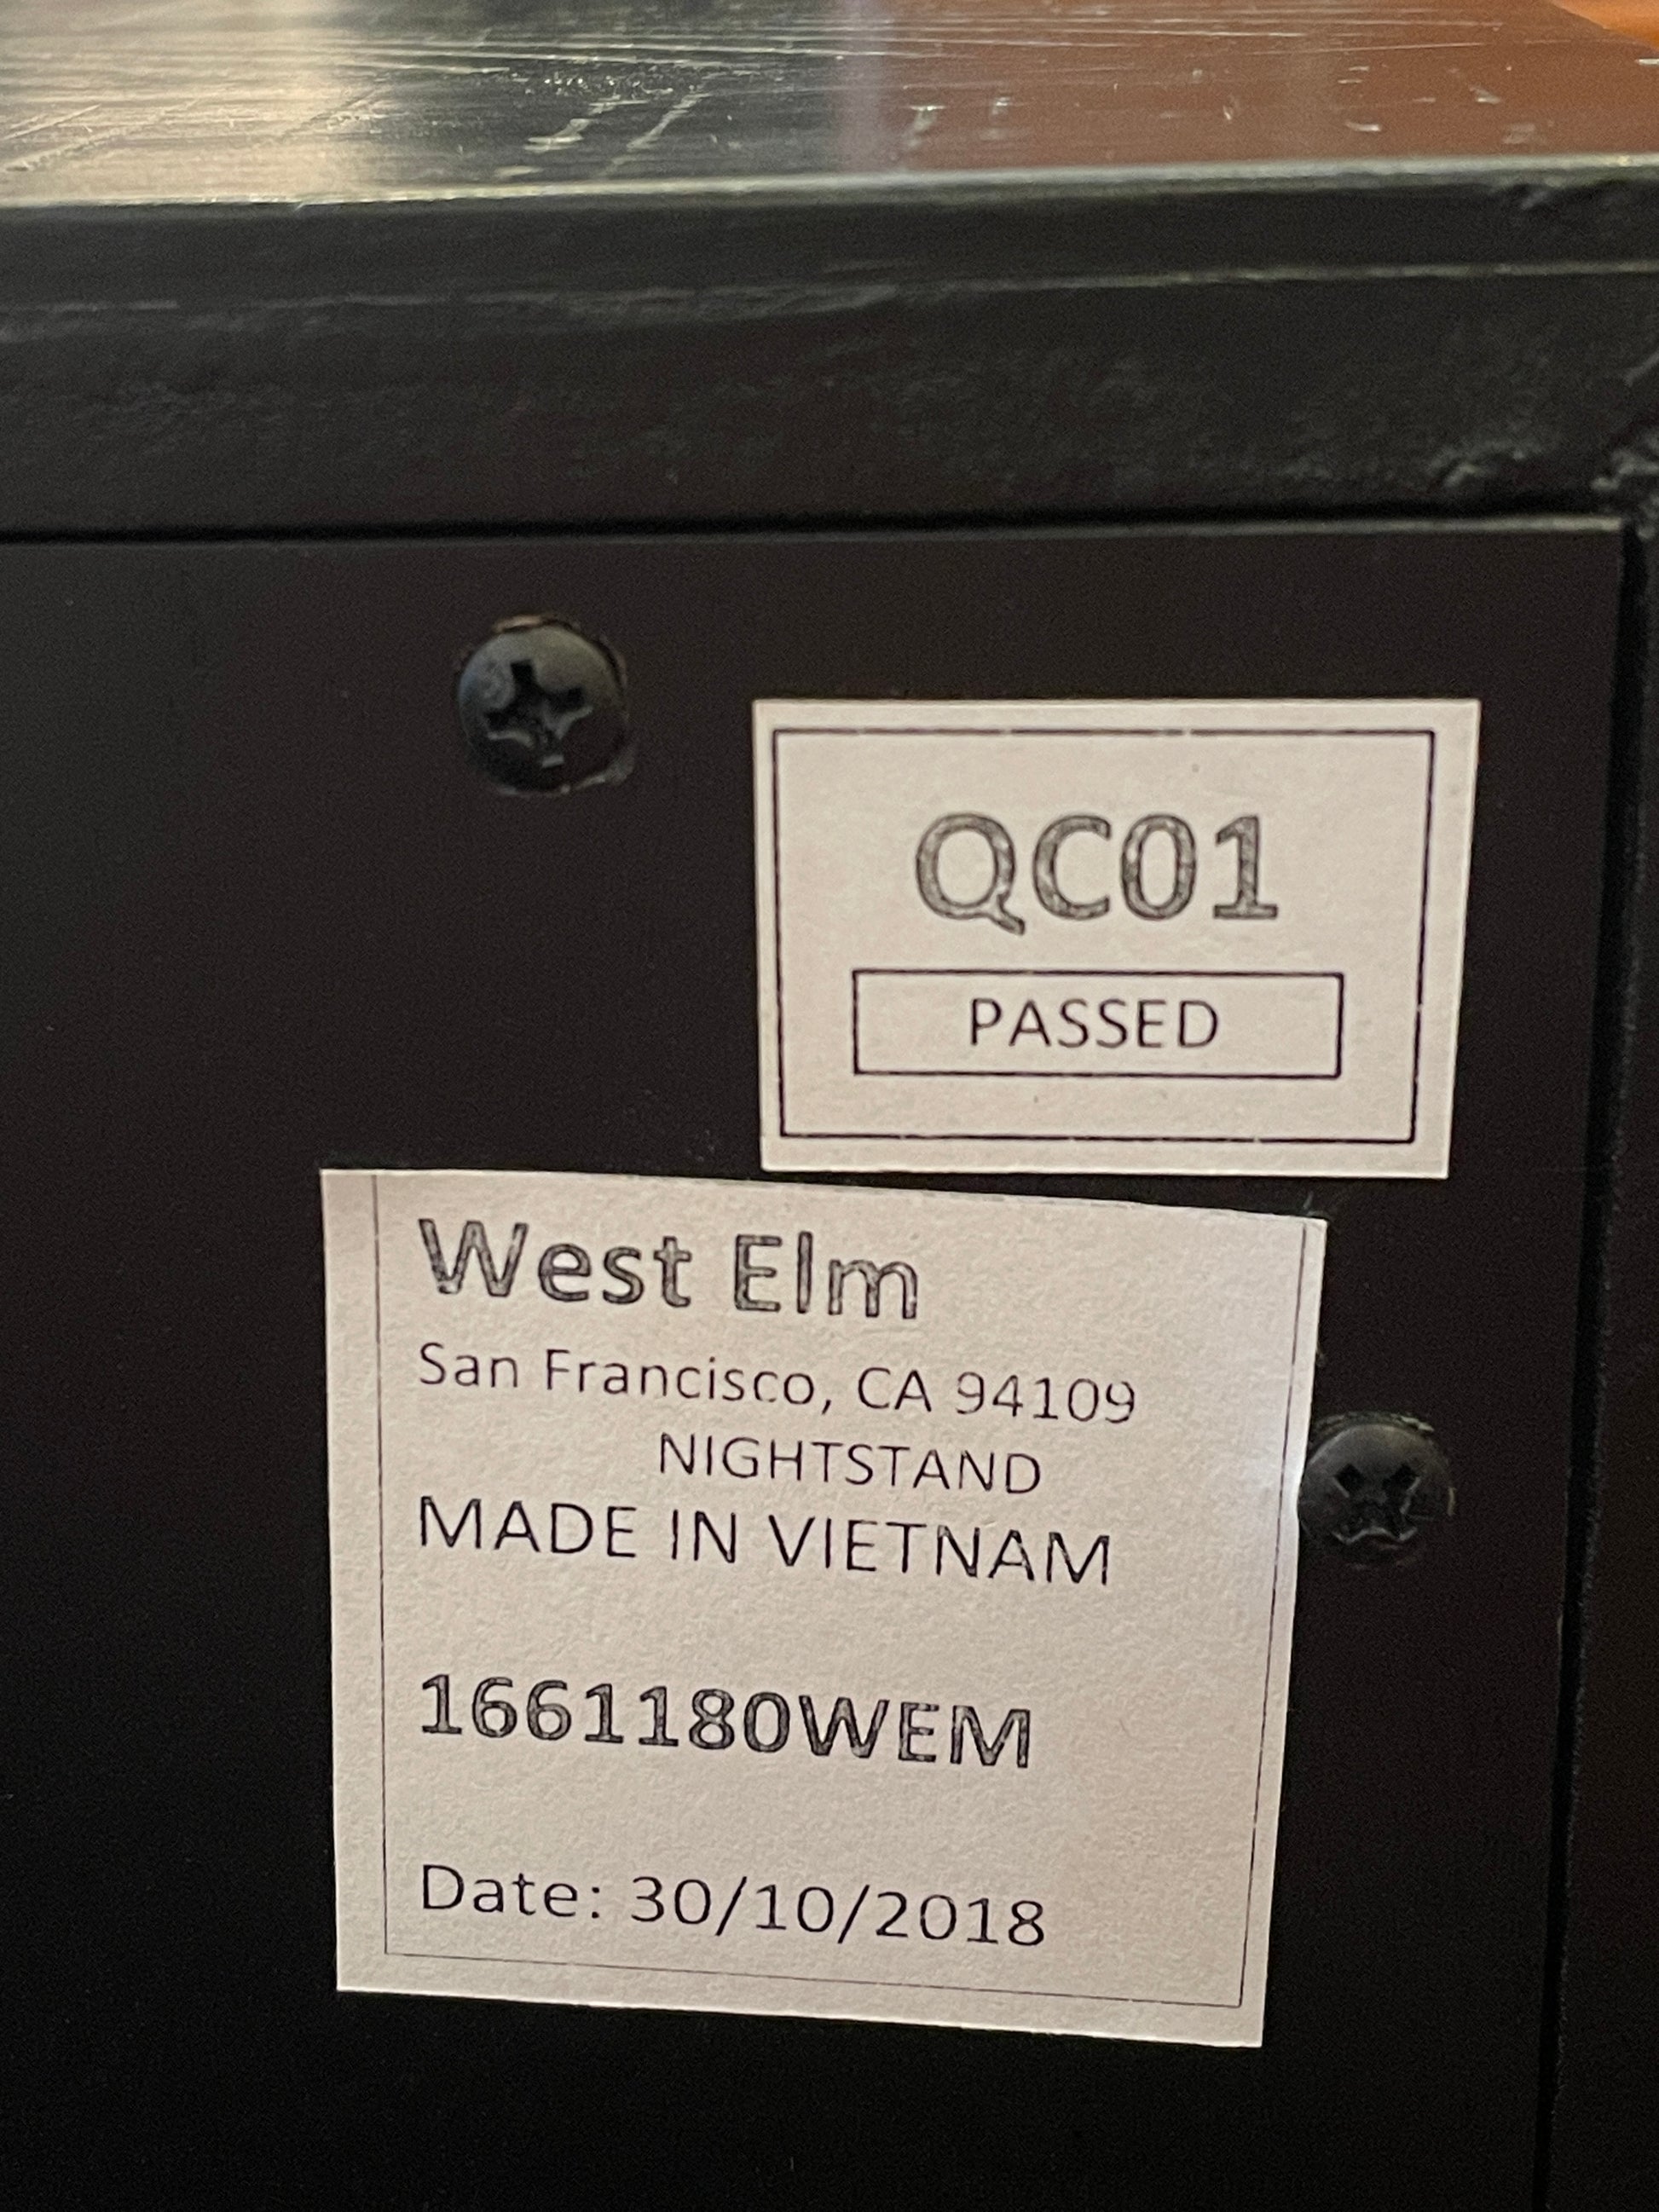 QC01
PASSED
West Elm
San Francisco, CA 94109
NIGHTSTAND
MADE IN VIETNAM
1661180WEM
Date: 30/10/2018